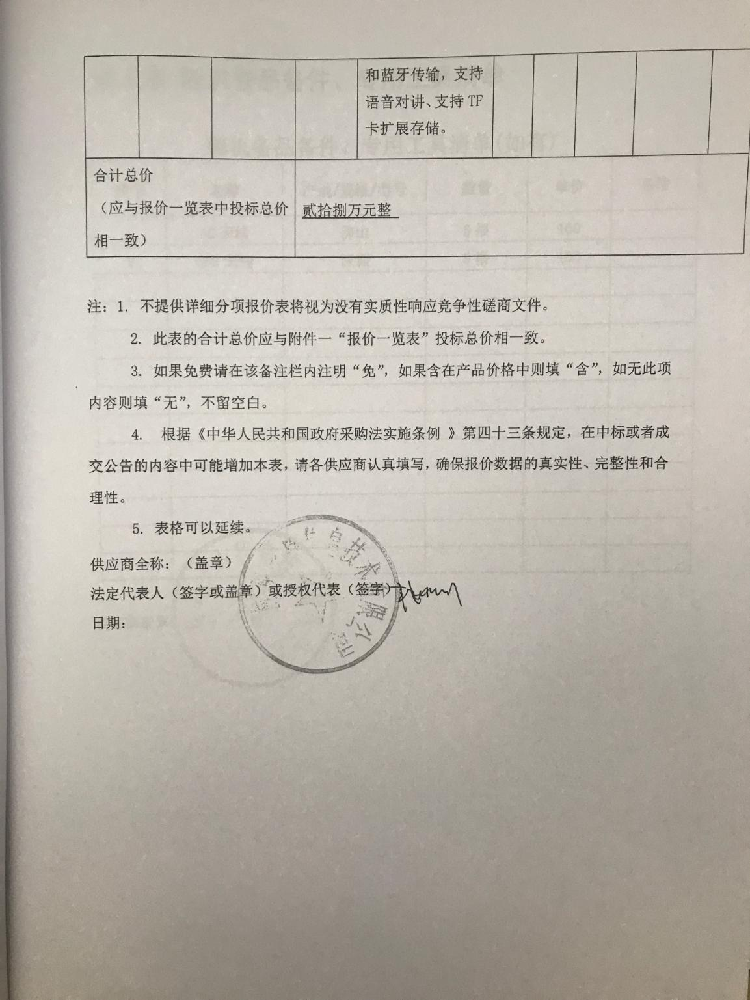 和蓝牙传输，支持
语音对讲、支持 TF
卡扩展存储。
合计总价
（应与报价一览表中投标总价
相一致）
贰拾捌万元整
注：1. 不提供详细分项报价表将视为没有实质性响应竞争性磋商文件。
2. 此表的合计总价应与附件一“报价一览表”投标总价相一致。
3. 如果免费请在该备注栏内注明“免”，如果含在产品价格中则填“含”，如无此项
内容则填“无”，不留空白。
4. 根据《中华人民共和国政府采购法实施条例 》第四十三条规定，在中标或者成
交公告的内容中可能增加本表，请各供应商认真填写，确保报价数据的真实性、完整性和合
理性。
5. 表格可以延续。
供应商全称：（盖章）
法定代表人（签字或盖章）或授权代表（签字）
日期：
信息技术有限公司